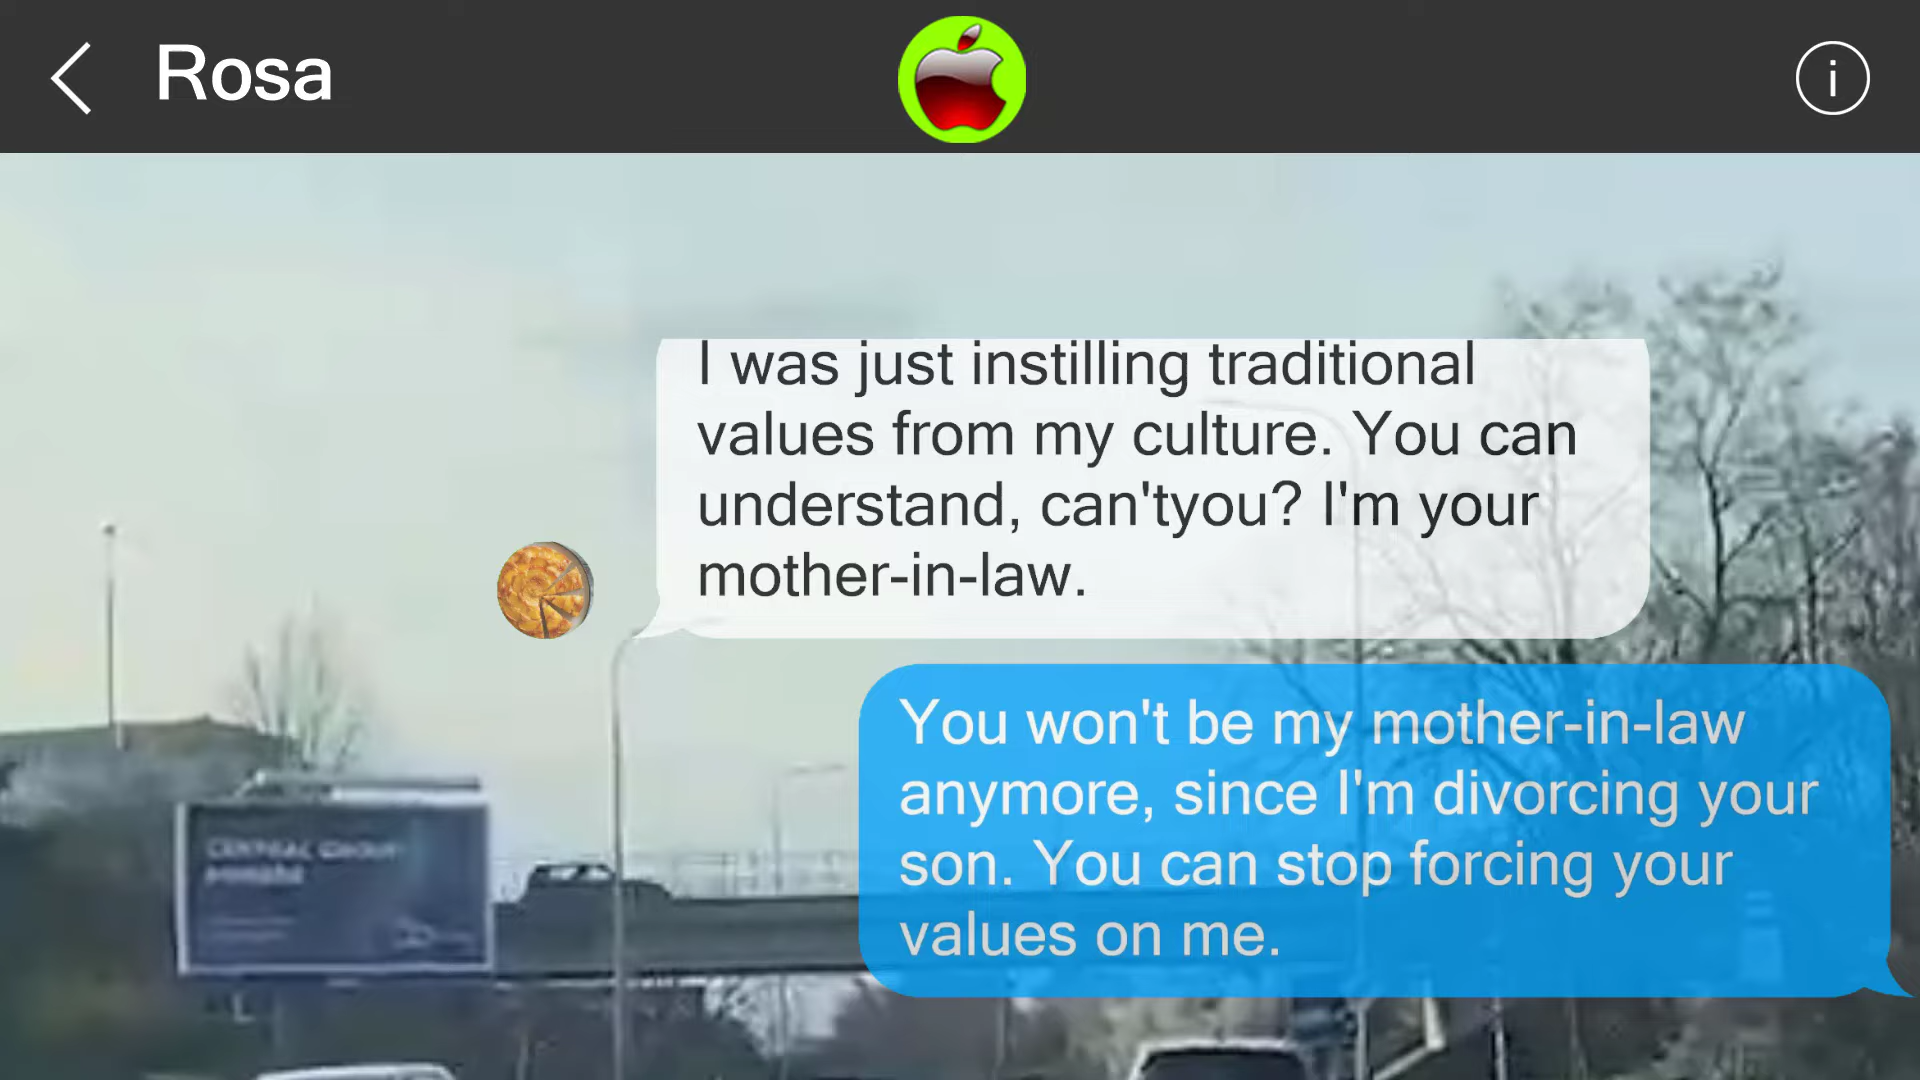 Rosa
I was just instilling traditional
values from my culture. You can
understand, can'tyou? I'm your
mother-in-law.
You won't be my mother-in-law
anymore, since I'm divorcing your
son. You can stop forcing your
values on me.